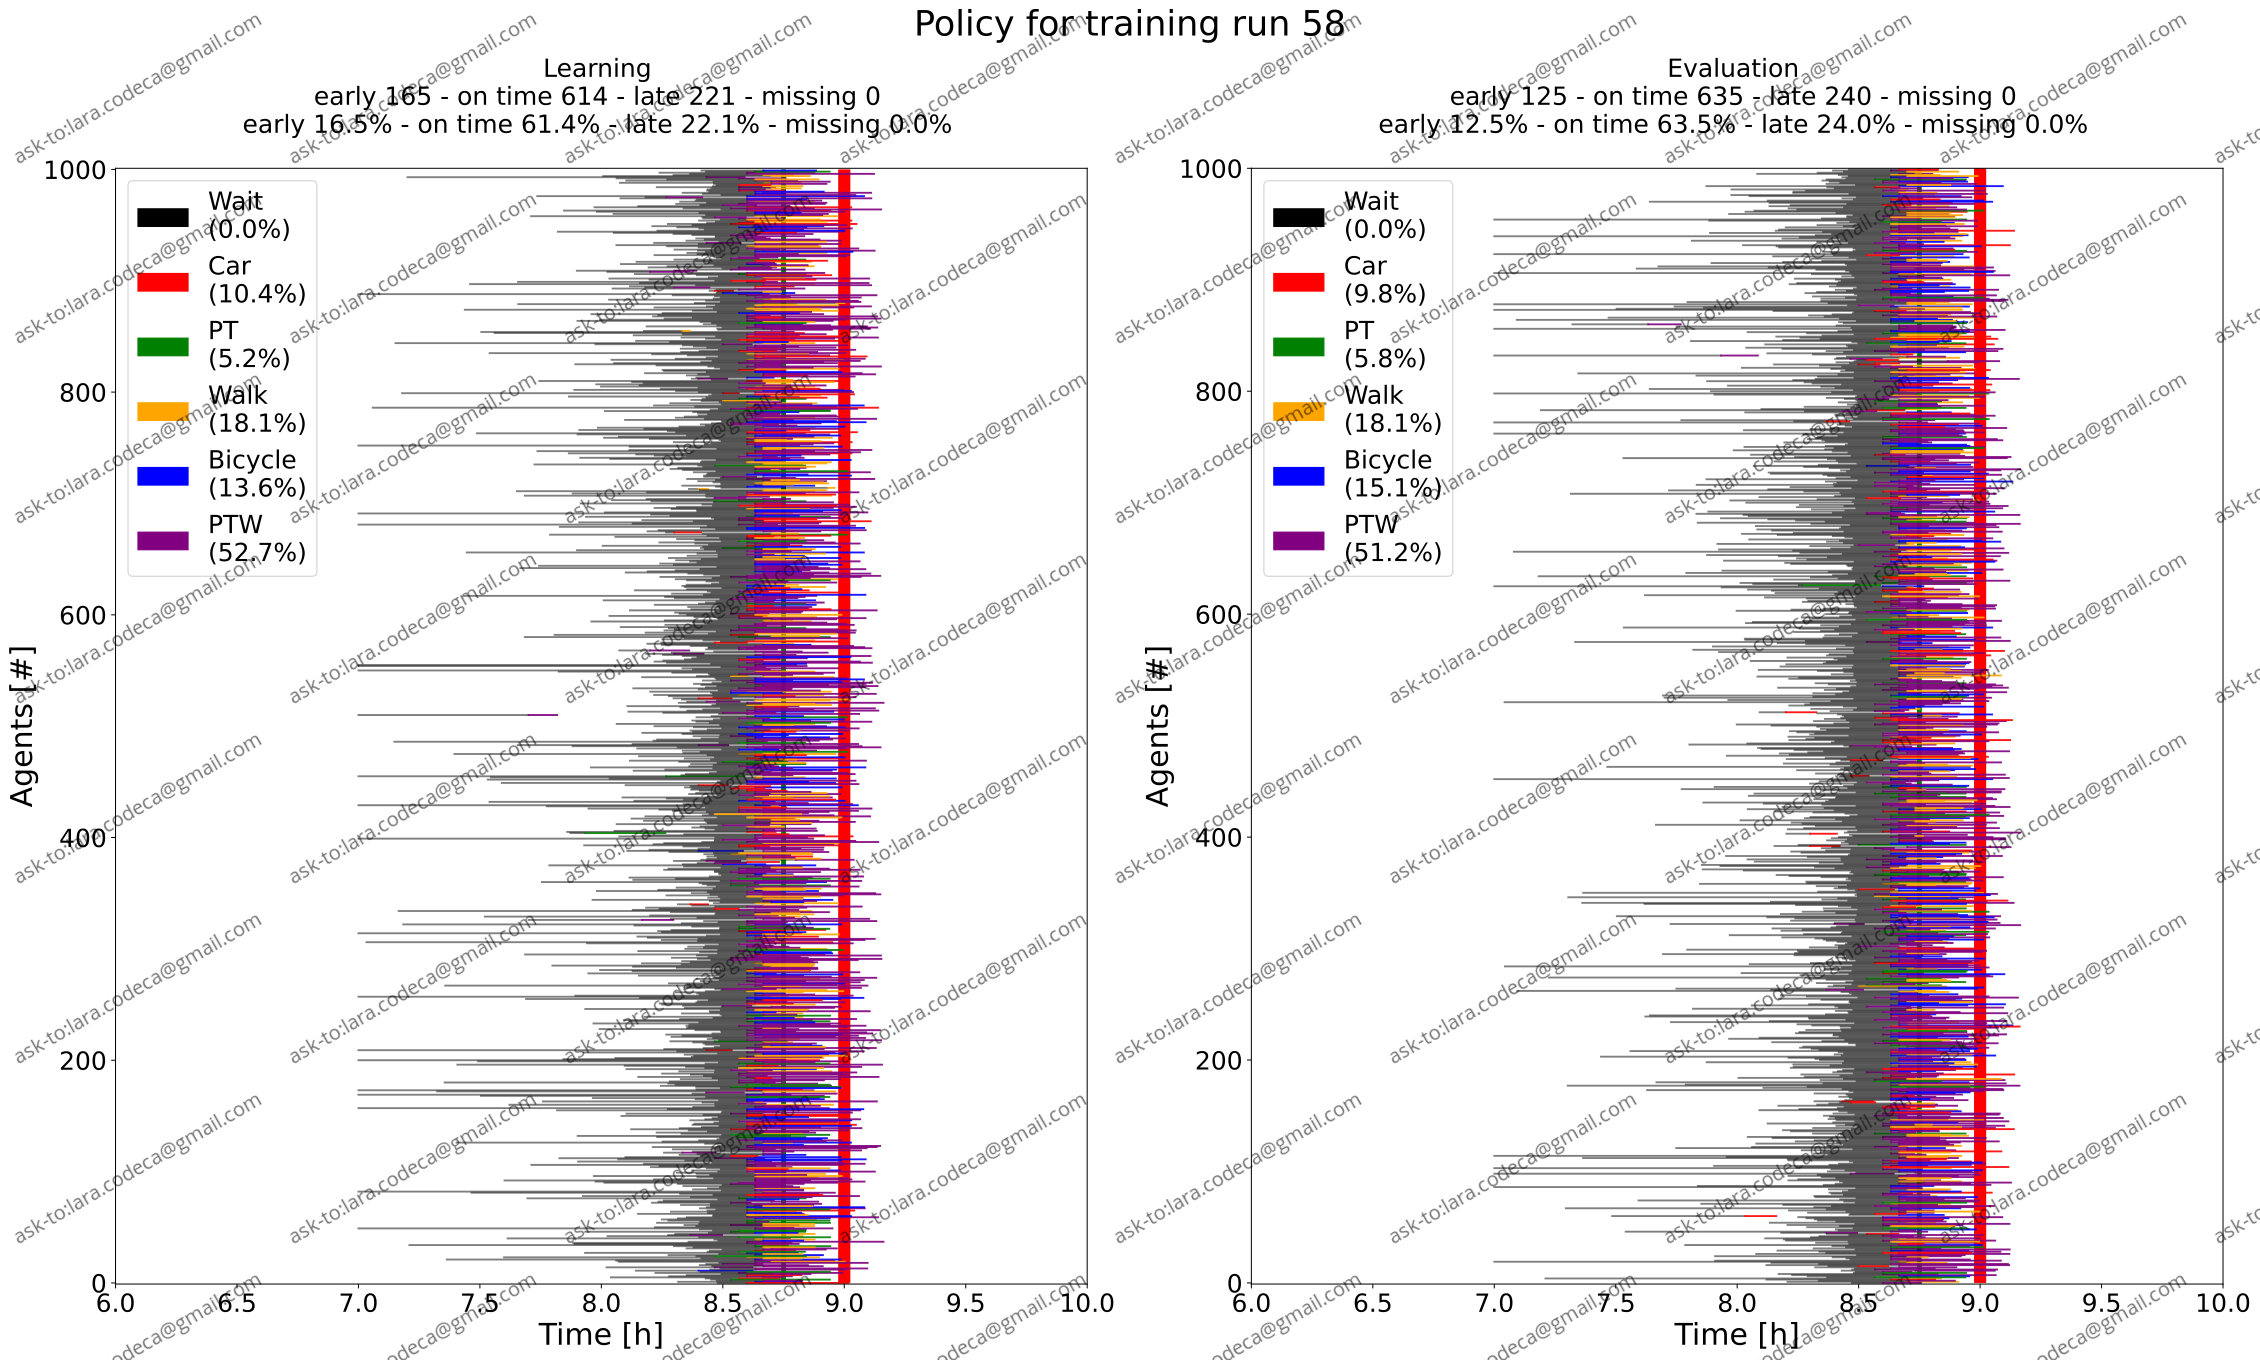 Policy for training run 58
Learning
early 165 - on time 614 - late 221 - missing 0
early 16.5% - on time 61.4% - late 22.1% - missing 0.0%
1000
800
600
400
200
0
Agents [#]
Wait
(0.0%)
Car
(10.4%)
PT
(5.2%)
Walk
(18.1%)
Bicycle
(13.6%)
PTW
(52.7%)
6.0 6.5 7.0 7.5 8.0 8.5 9.0 9.5 10.0
Time [h]
Evaluation
early 125 - on time 635 - late 240 - missing 0
early 12.5% - on time 63.5% - late 24.0% - missing 0.0%
1000
800
600
400
200
0
Agents [#]
Wait
(0.0%)
Car
(9.8%)
PT
(5.8%)
Walk
(18.1%)
Bicycle
(15.1%)
PTW
(51.2%)
6.0 6.5 7.0 7.5 8.0 8.5 9.0 9.5 10.0
Time [h]
ask-to:lara.codeca@gmail.com